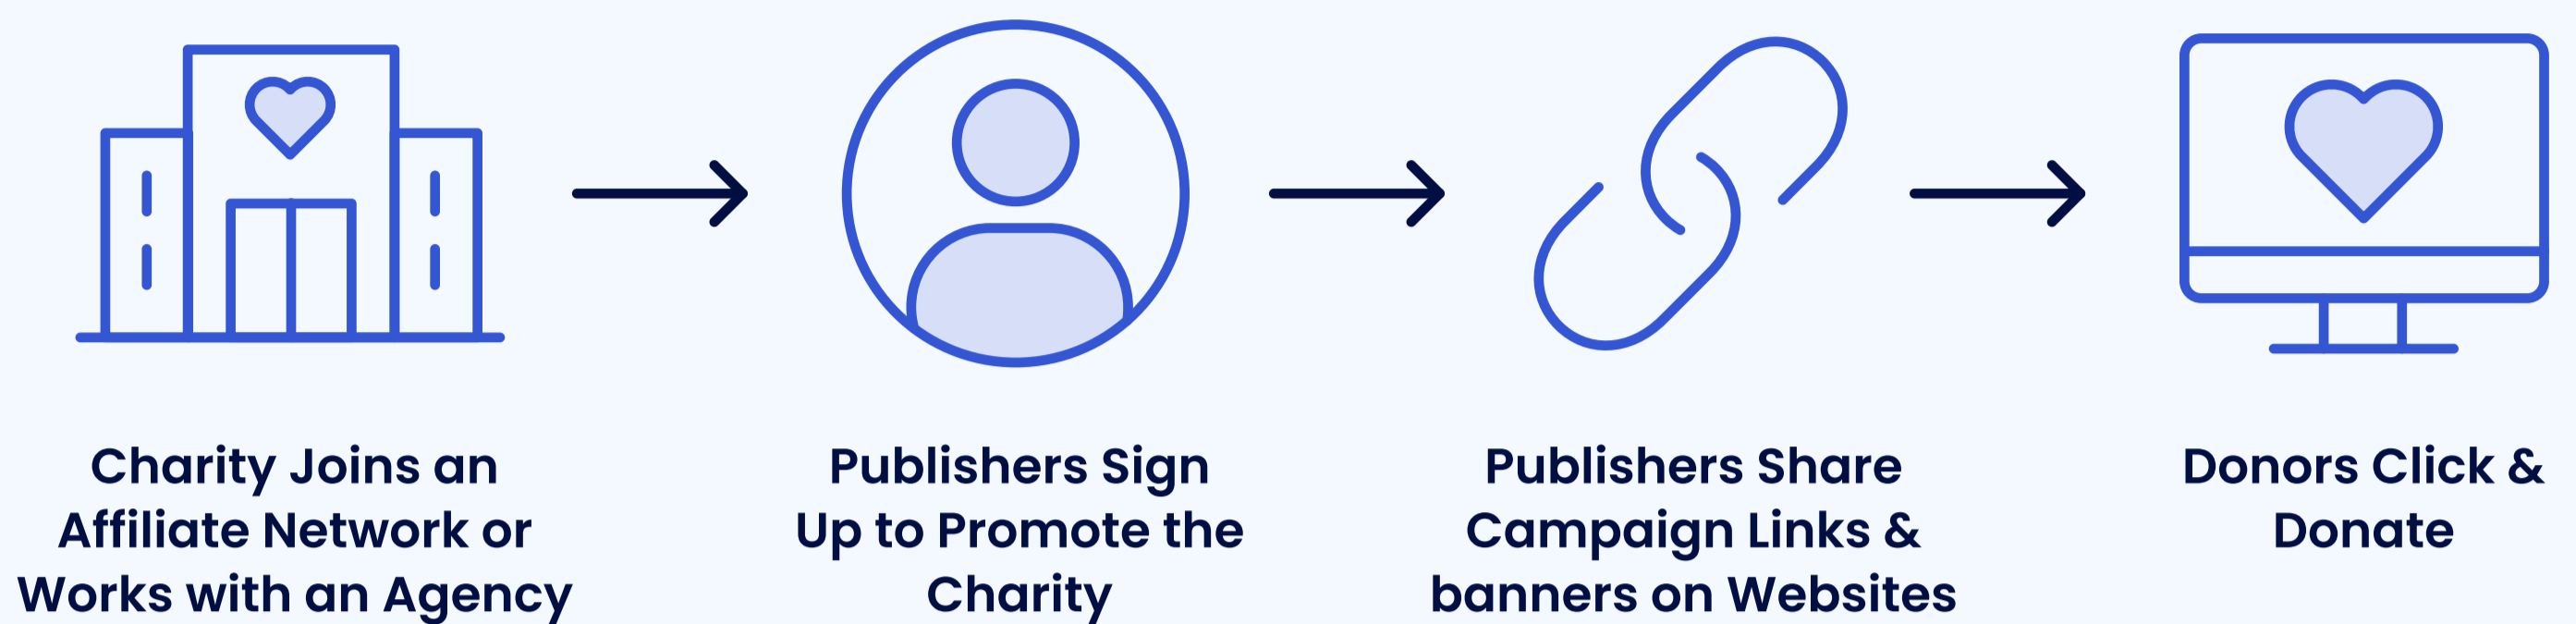 Charity Joins an
Affiliate Network or
Works with an Agency
Publishers Sign
Up to Promote the
Charity
Publishers Share
Campaign Links &
banners on Websites
Donors Click &
Donate